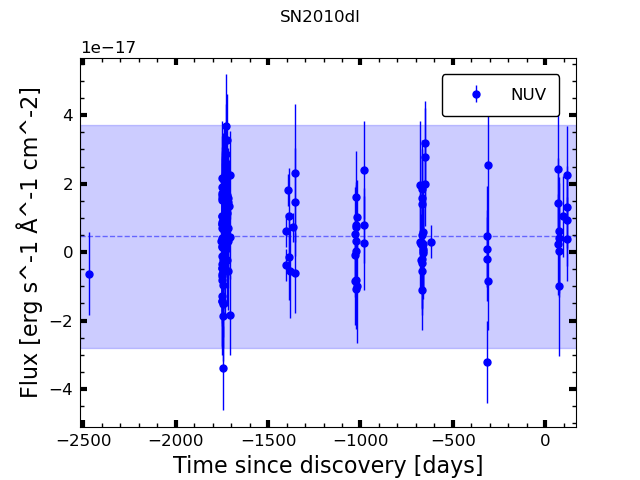 SN2010dl
1e−17
NUV
4
2
0
−2
−4
Flux [erg s^-1 Å^-1 cm^-2]
−2500 −2000 −1500 −1000 −500 0
Time since discovery [days]